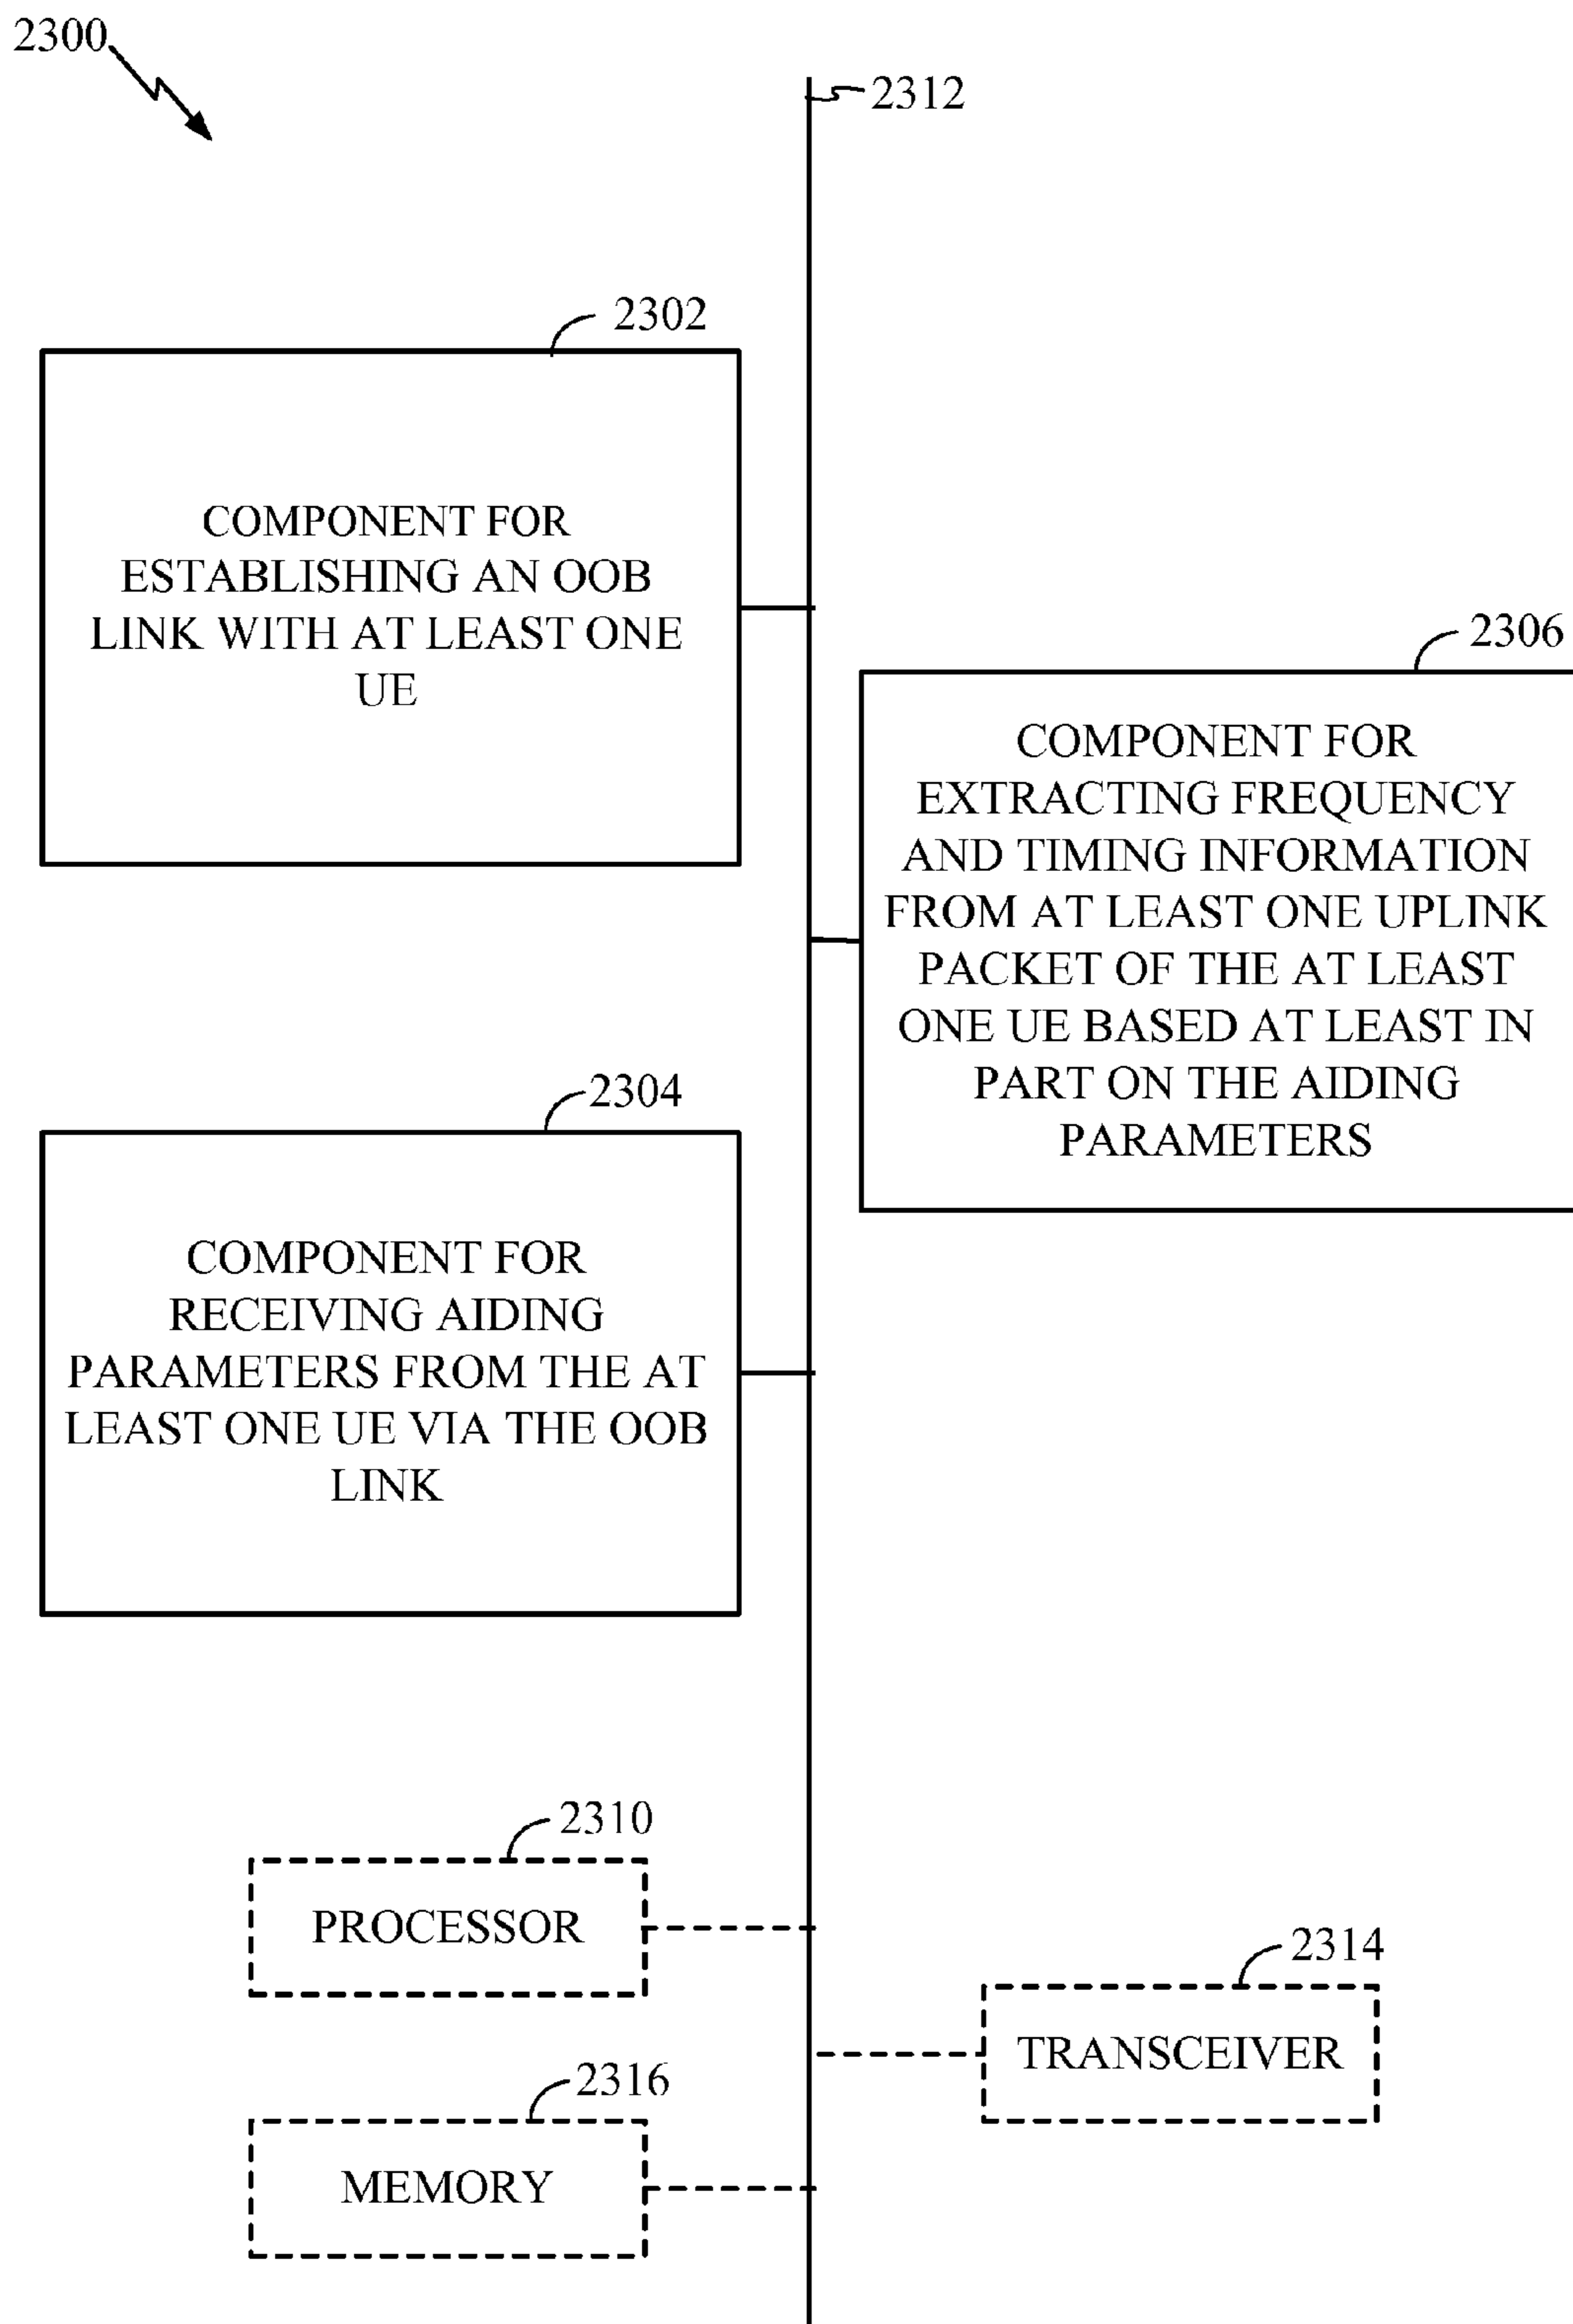 2300
2312
2302
COMPONENT FOR
ESTABLISHING AN OOB
LINK WITH AT LEAST ONE
UE
2306
COMPONENT FOR
EXTRACTING FREQUENCY
AND TIMING INFORMATION
FROM AT LEAST ONE UPLINK
PACKET OF THE AT LEAST
ONE UE BASED AT LEAST IN
PART ON THE AIDING
PARAMETERS
2304
COMPONENT FOR
RECEIVING AIDING
PARAMETERS FROM THE AT
LEAST ONE UE VIA THE OOB
LINK
2310
PROCESSOR
2314
TRANSCEIVER
2316
MEMORY